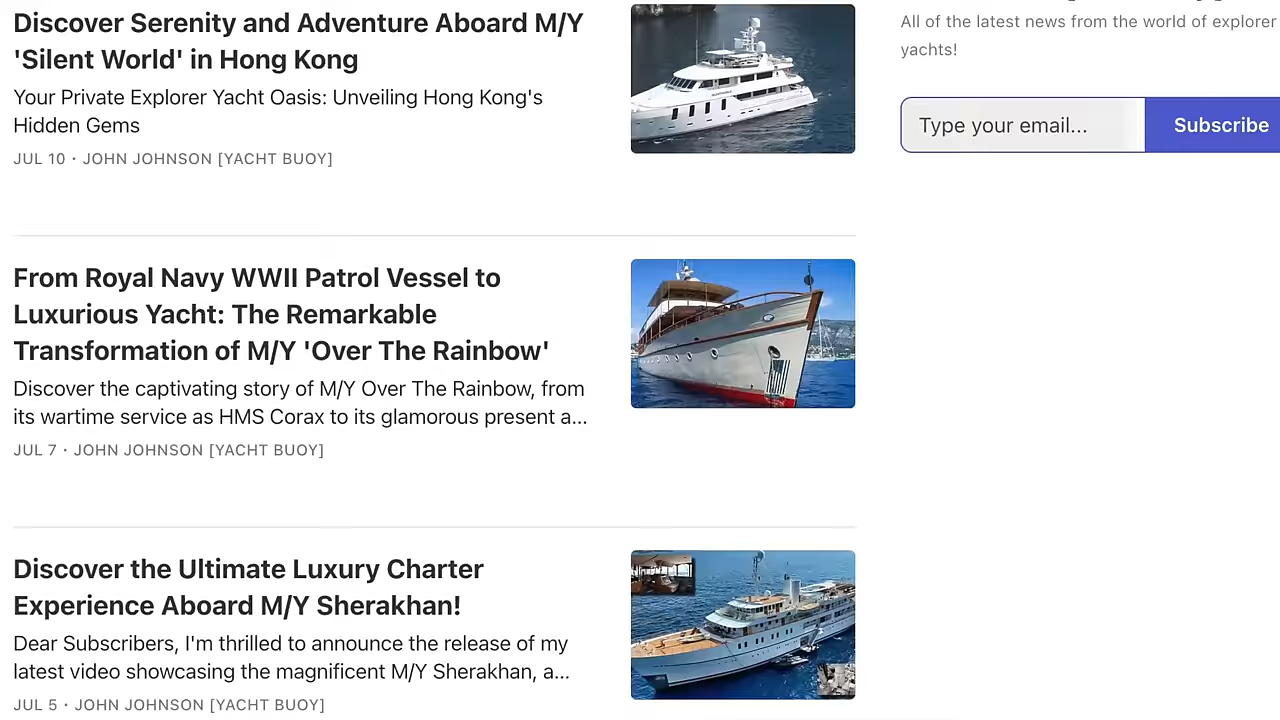 Discover Serenity and Adventure Aboard M/Y
'Silent World' in Hong Kong
Your Private Explorer Yacht Oasis: Unveiling Hong Kong's
Hidden Gems
JUL 10 • JOHN JOHNSON [YACHT BUOY]
From Royal Navy WWII Patrol Vessel to
Luxurious Yacht: The Remarkable
Transformation of M/Y 'Over The Rainbow'
Discover the captivating story of M/Y Over The Rainbow, from
its wartime service as HMS Corax to its glamorous present a...
JUL 7 • JOHN JOHNSON [YACHT BUOY]
Discover the Ultimate Luxury Charter
Experience Aboard M/Y Sherakhan!
Dear Subscribers, I'm thrilled to announce the release of my
latest video showcasing the magnificent M/Y Sherakhan, a...
JUL 5 • JOHN JOHNSON [YACHT BUOY]
All of the latest news from the world of explorer
yachts!
Type your email...
Subscribe